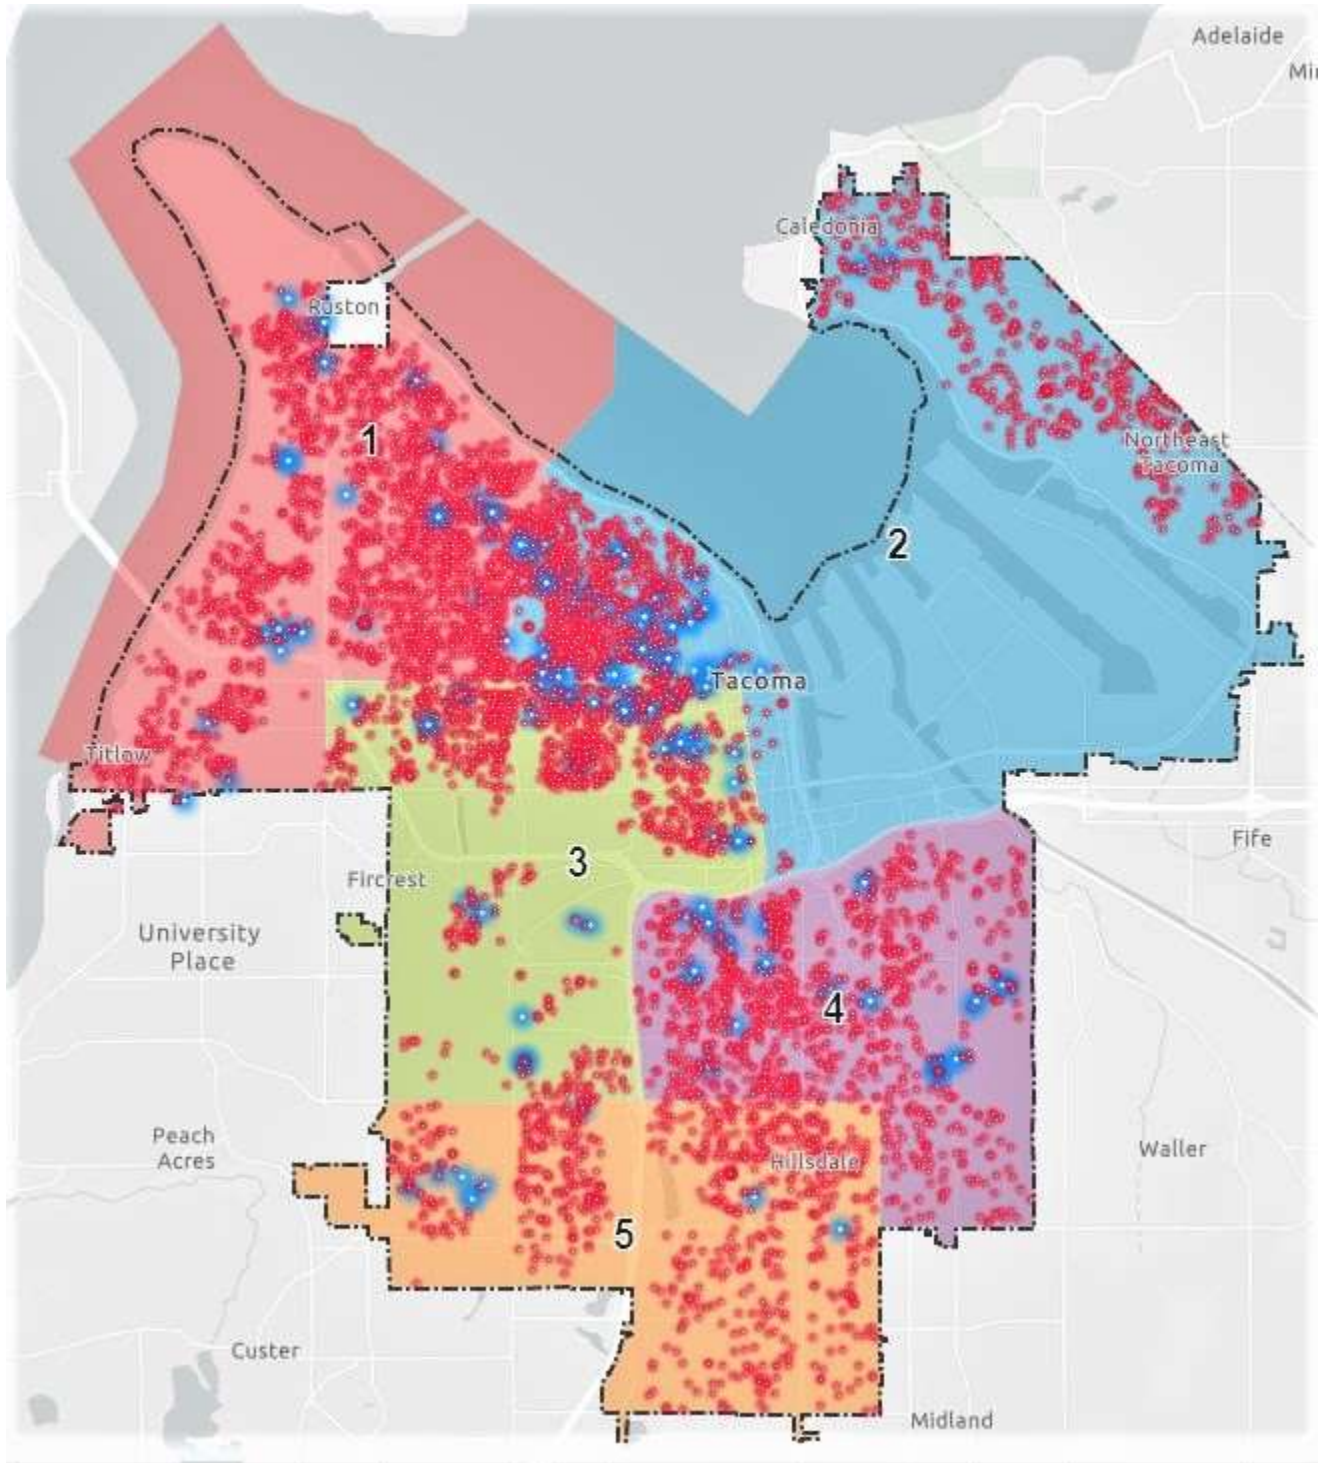 Adelaide
Mir
Caledonia
Ruston
1
Northeast
Tacoma
2
Tacoma
Titlow
Fife
3
Fircrest
University
Place
4
Peach
Acres
Waller
Hillsdale
5
Custer
Midland